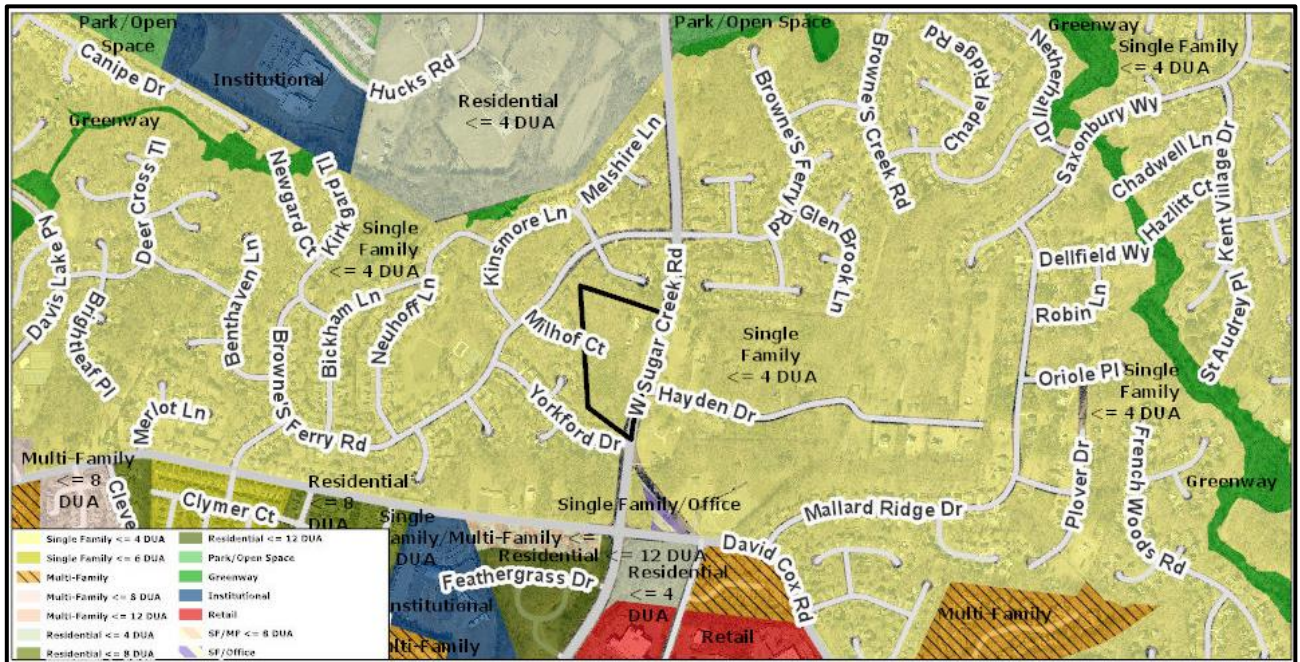 Park/Open
Space
Canipe Dr
Institutional
Hucks Rd
Residential
<= 4 DUA
Park/Open Space
Browne'S Ferry Rd
Browne'S Creek Rd
Chapel Ridge Rd
Netherhall Dr
Greenway
Single Family
<= 4 DUA
Saxonbury Wy
Chadwell Ln
Hazlitt Ct
Kent Village Dr
St Audrey Pl
Greenway
Deer Cross Tl
Newgard Ct
Kirkgard Tl
Single
Family
<= 4 DUA
Kinsmore Ln
Melshire Ln
Glen Brook Ln
Dellfield Wy
Robin Ln
Davis Lake Py
Brightleaf Pl
Benthaven Ln
Bickham Ln
Neuhoff Ln
Milhof Ct
W Sugar Creek Rd
Single
Family
<= 4 DUA
Oriole Pl
Single
Family
<= 4 DUA
Merlot Ln
Browne'S Ferry Rd
Yorkford Dr
Hayden Dr
Plover Dr
French Woods Rd
Greenway
Multi-Family
<= 8
DUA
Cleve
Clymer Ct
Residential
<= 8
DUA
Single
Family/Multi-Family <=
DUA
Single Family/Office
Mallard Ridge Dr
Residential <= 12 DUA
Feathergrass Dr
Institutional
Residential
<= 4
DUA
David Cox Rd
Multi-Family
Retail
lti-Family
Single Family <= 4 DUA
Single Family <= 6 DUA
Multi-Family
Multi-Family <= 8 DUA
Multi-Family <= 12 DUA
Residential <= 4 DUA
Residential <= 8 DUA
Residential <= 12 DUA
Park/Open Space
Greenway
Institutional
Retail
SF/MF <= 8 DUA
SF/Office